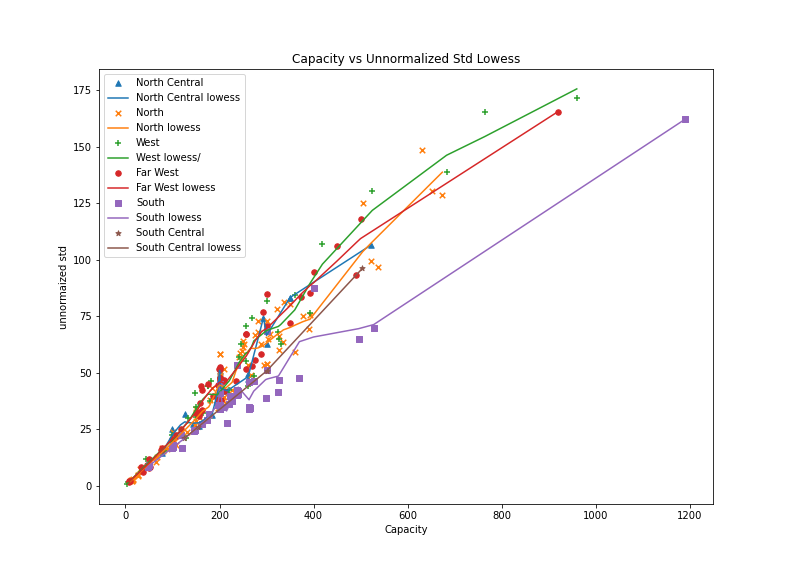 Capacity vs Unnormalized Std Lowess
North Central
North Central lowess
North
North lowess
West
West lowess/
Far West
Far West lowess
South
South lowess
South Central
South Central lowess
unnormaized std
175
150
125
100
75
50
25
0
0 200 400 600 800 1000 1200
Capacity